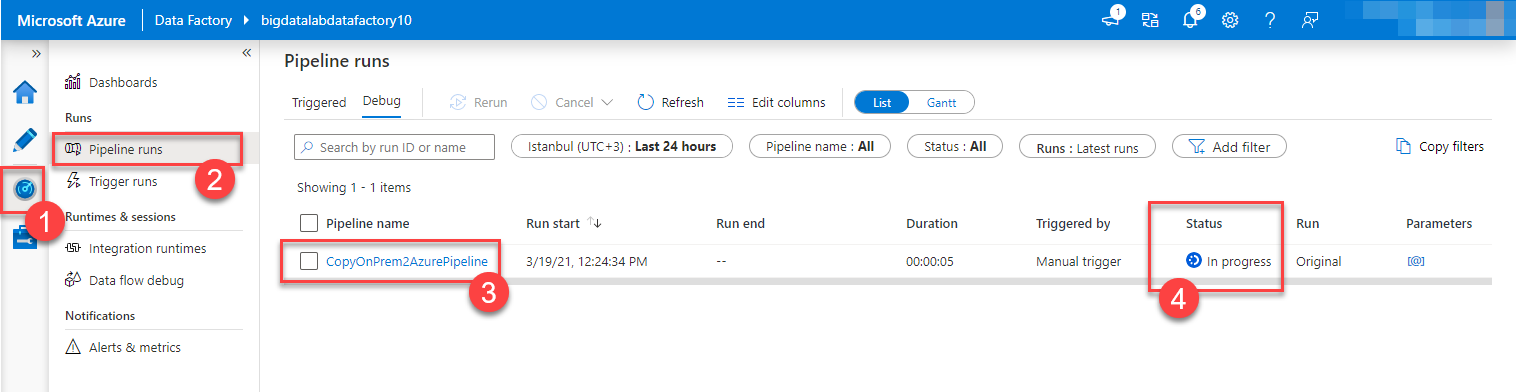 Microsoft Azure Data Factory bigdatalabdatafactory10 1 6
» «
Dashboards
Runs
Pipeline runs
2
Trigger runs
1
Runtimes & sessions
Integration runtimes
Data flow debug
Notifications
Alerts & metrics
Pipeline runs
Triggered Debug Rerun Cancel Refresh Edit columns List Gantt
Search by run ID or name Istanbul (UTC+3) : Last 24 hours Pipeline name : All Status : All Runs : Latest runs Add filter Copy filters
Showing 1 - 1 items
Pipeline name Run start ↑↓ Run end Duration Triggered by Status Run Parameters
CopyOnPrem2AzurePipeline 3/19/21, 12:24:34 PM -- 00:00:05 Manual trigger In progress Original [@]
3 4